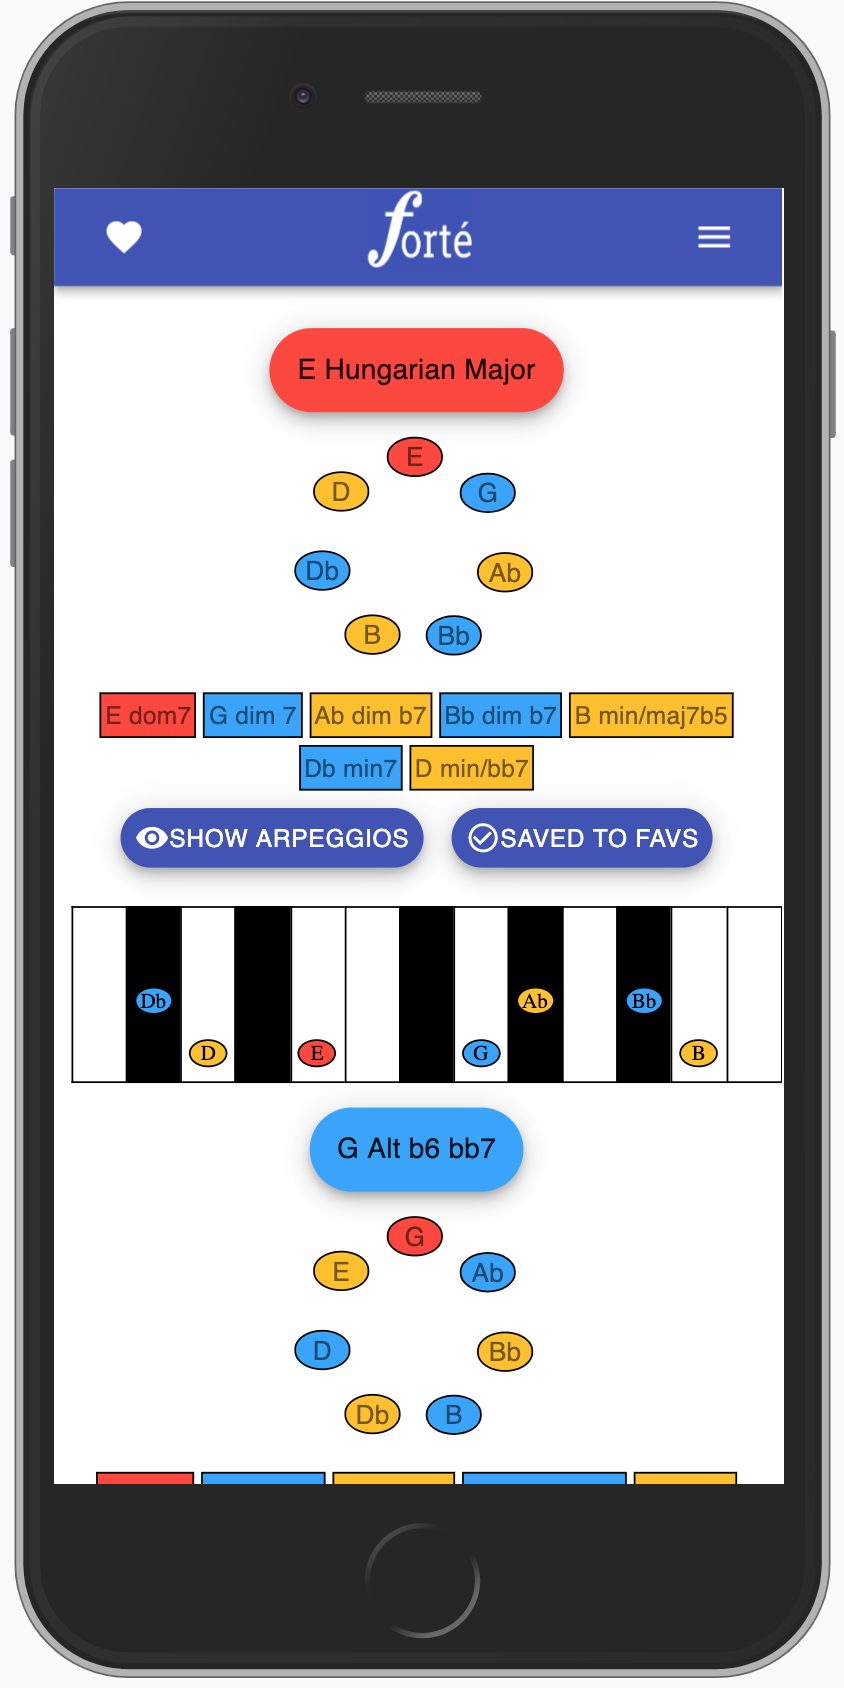 forté
E Hungarian Major
E
D G
Db Ab
B Bb
E dom7 G dim 7 Ab dim b7 Bb dim b7 B min/maj7b5
Db min7 D min/bb7
SHOW ARPEGGIOS SAVED TO FAVS
Db Ab Bb
D E G B
G Alt b6 bb7
G
E Ab
D Bb
Db B